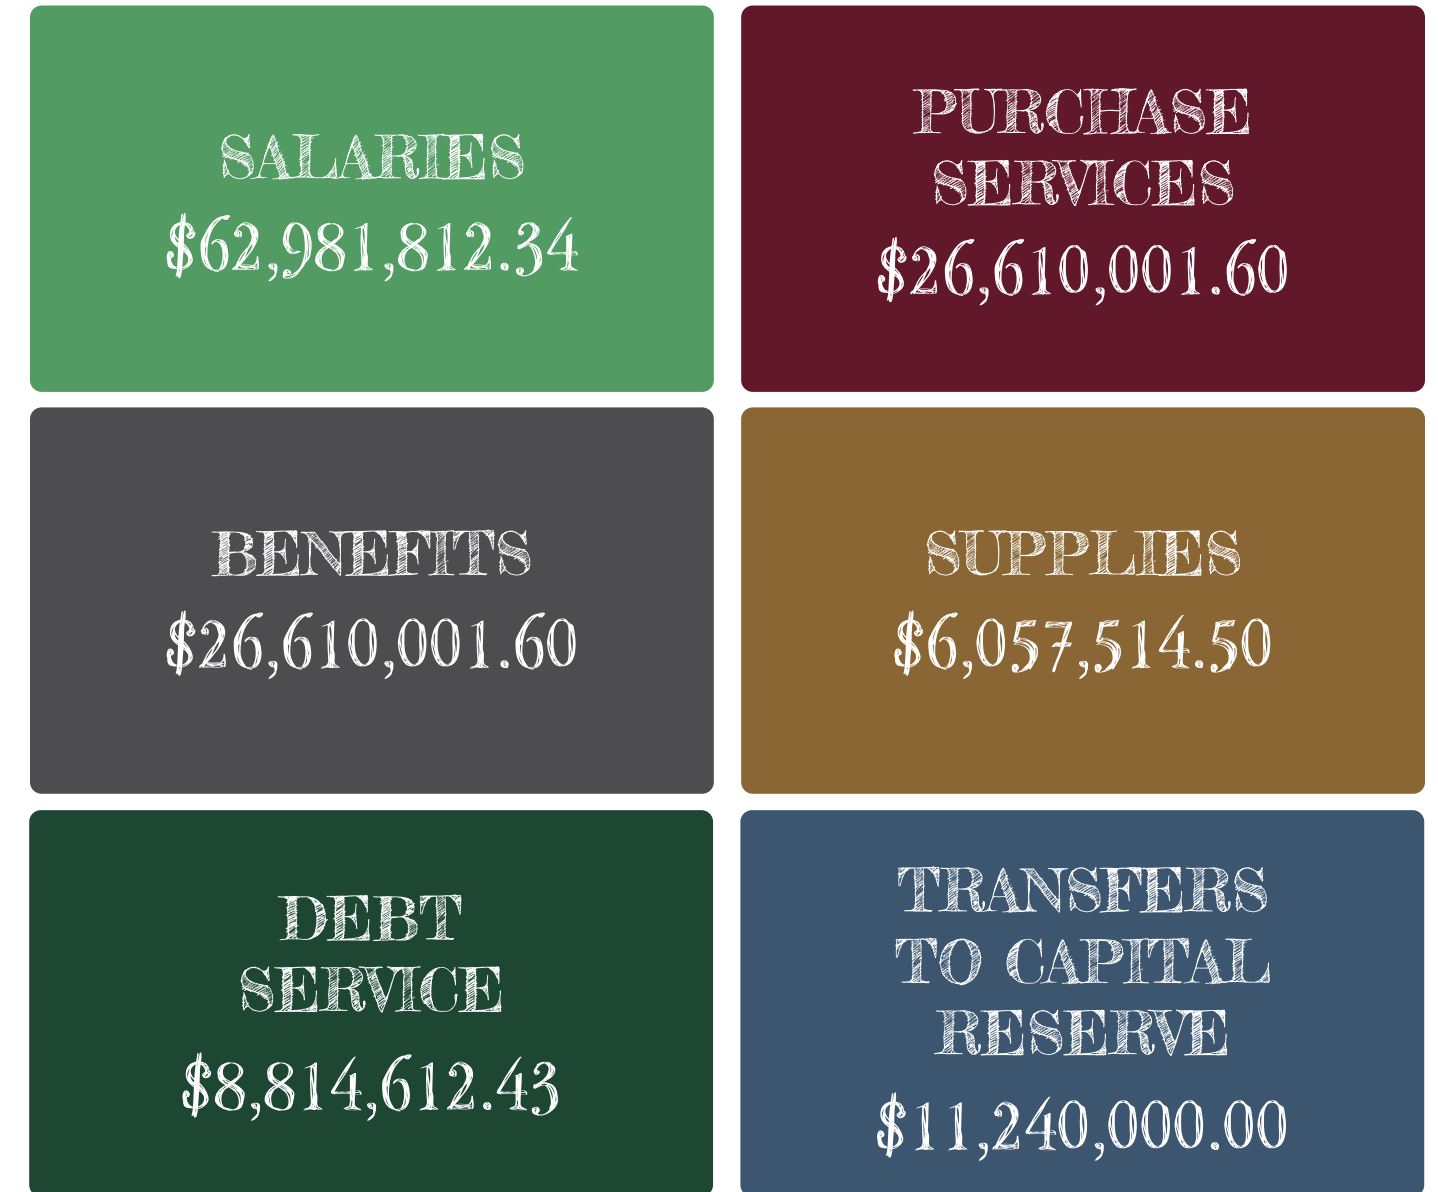 SALARIES
$62,981,812.34
PURCHASE
SERVICES
$26,610,001.60
BENEFITS
$26,610,001.60
SUPPLIES
$6,057,514.50
DEBT
SERVICE
$8,814,612.43
TRANSFERS
TO CAPITAL
RESERVE
$11,240,000.00